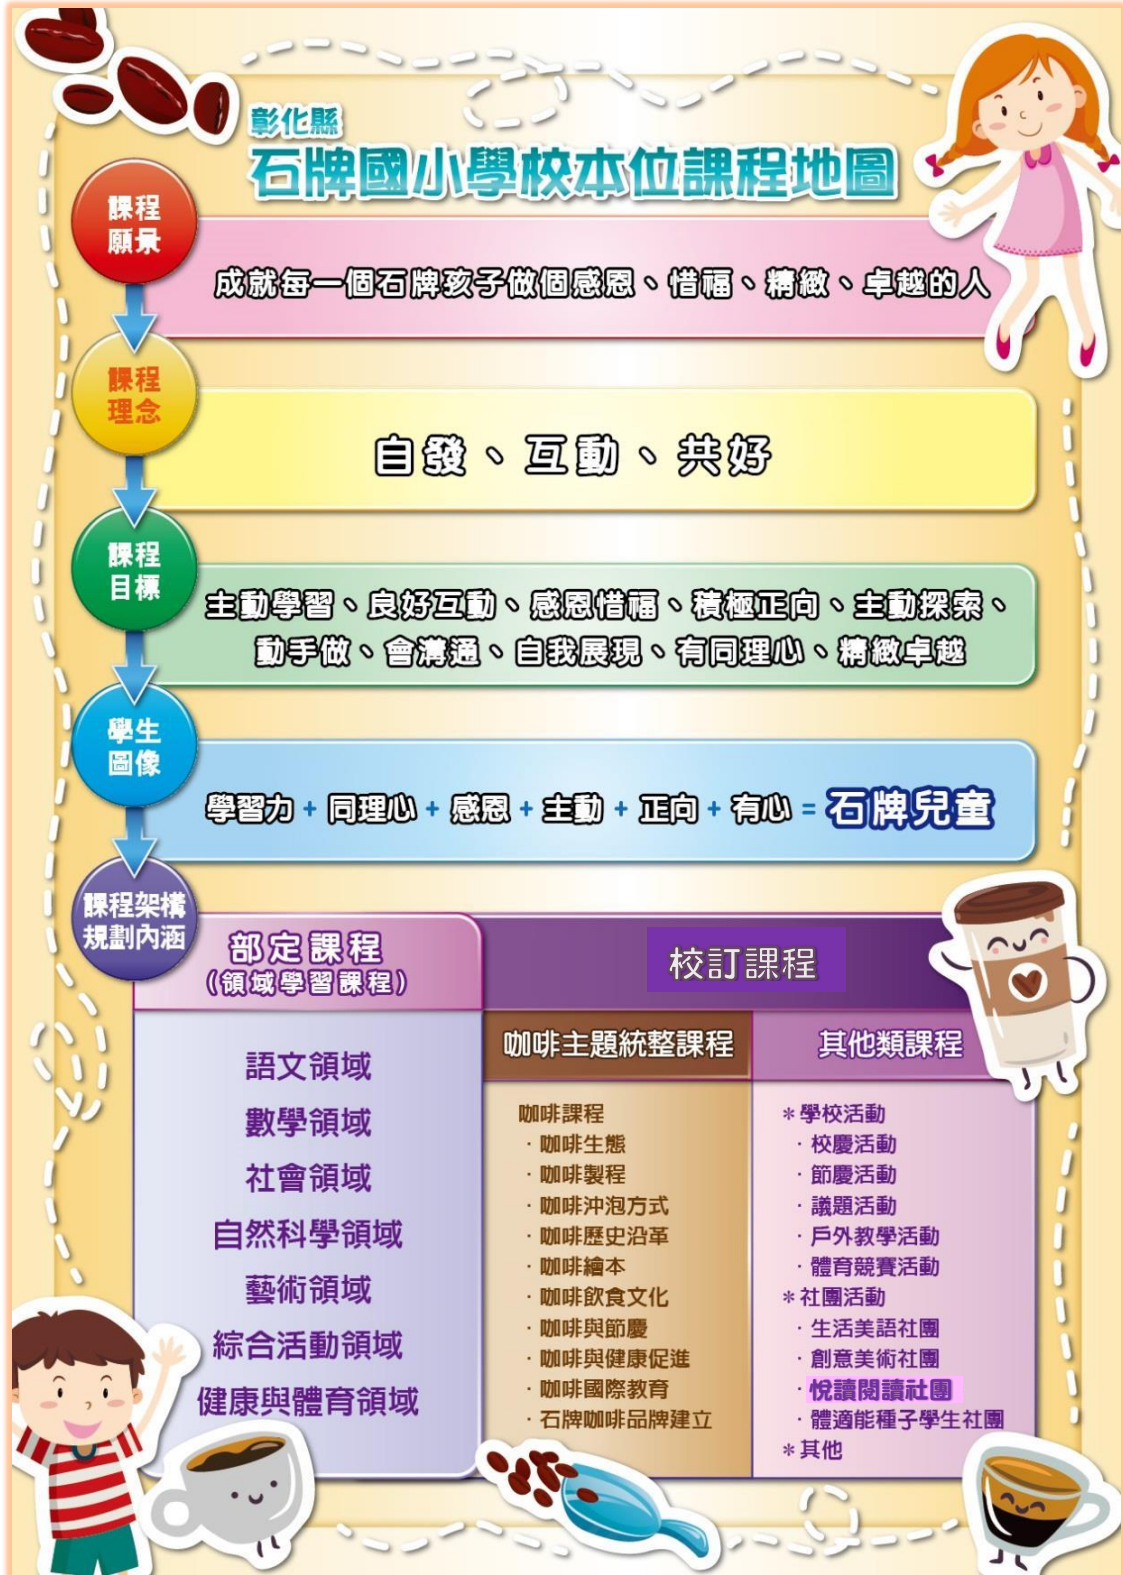 彰化縣
石牌國小學校本位課程地圖
課程
願景
成就每一個石牌孩子做個感恩、惜福、精緻、卓越的人
課程
理念
自發、互動、共好
課程
目標
主動學習、良好互動、感恩惜福、積極正向、主動探索、
動手做、會溝通、自我展現、有同理心、精緻卓越
學生
圖像
學習力 + 同理心 + 感恩 + 主動 + 正向 + 有心 = 石牌兒童
課程架構
規劃內涵
部定課程
(領域學習課程)
語文領域
數學領域
社會領域
自然科學領域
藝術領域
綜合活動領域
健康與體育領域
校訂課程
咖啡主題統整課程
咖啡課程
·咖啡生態
·咖啡製程
·咖啡沖泡方式
·咖啡歷史沿革
·咖啡繪本
·咖啡飲食文化
·咖啡與節慶
·咖啡與健康促進
·咖啡國際教育
·石牌咖啡品牌建立
其他類課程
＊學校活動
·校慶活動
·節慶活動
·議題活動
·戶外教學活動
·體育競賽活動
＊社團活動
·生活美語社團
·創意美術社團
·悅讀閱讀社團
·體適能種子學生社團
＊其他